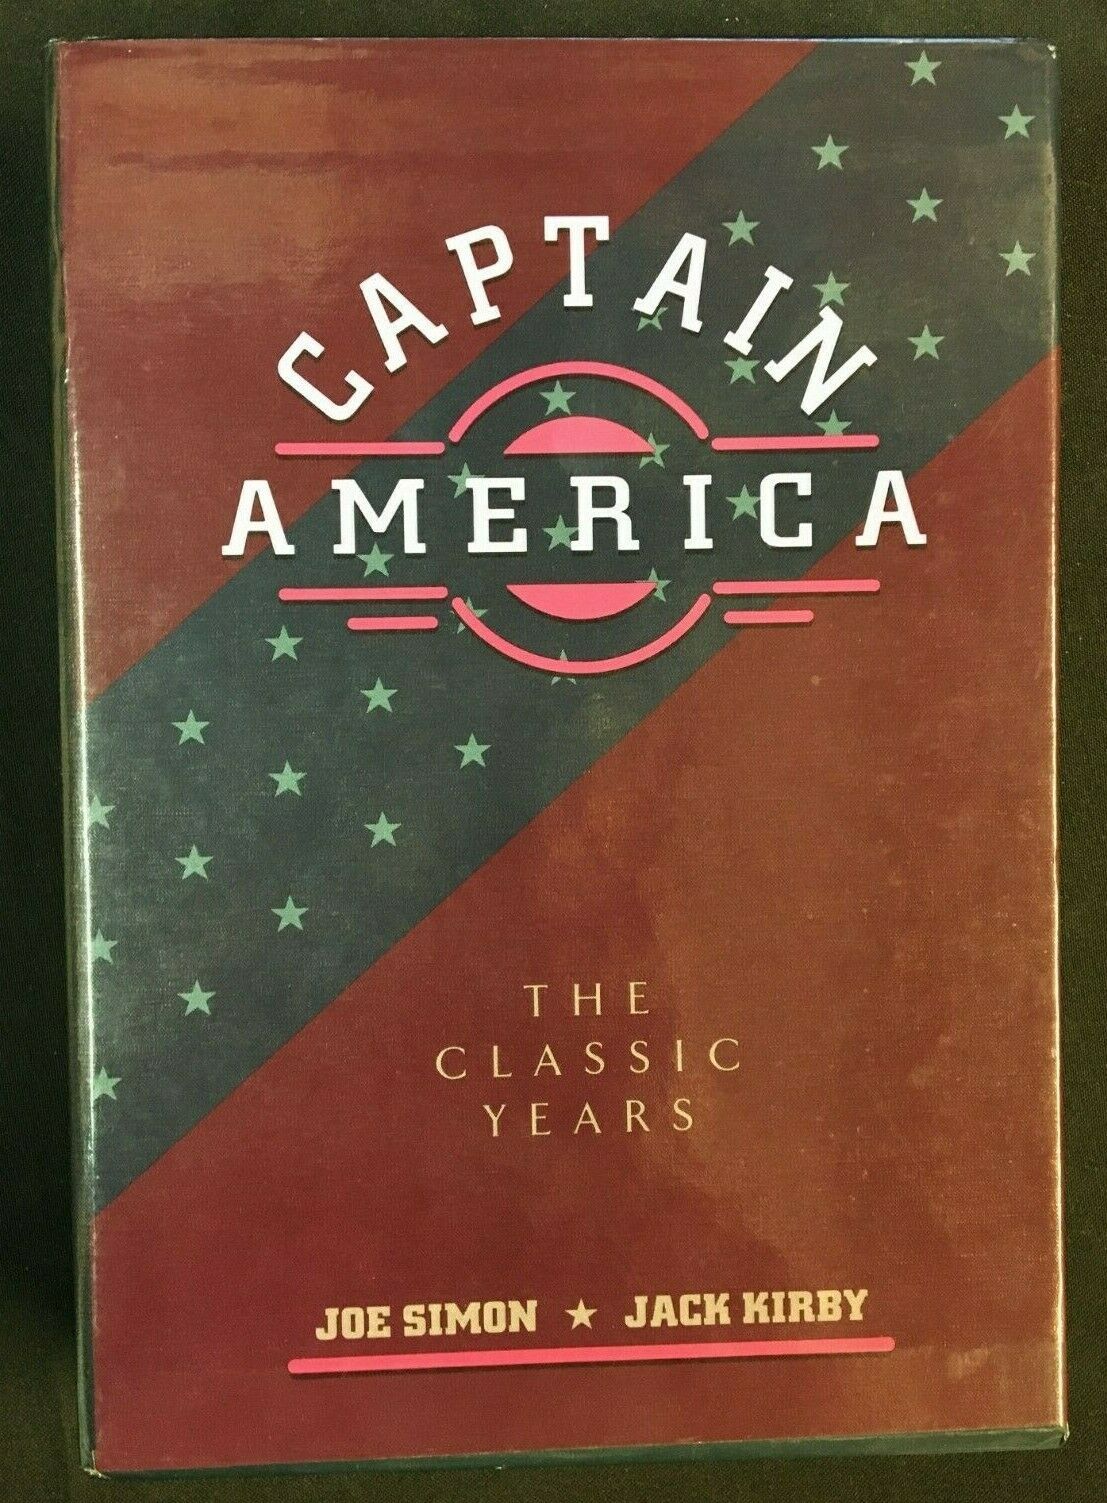 CAPTAIN
AMERICA
THE
CLASSIC
YEARS
JOE SIMON ★ JACK KIRBY